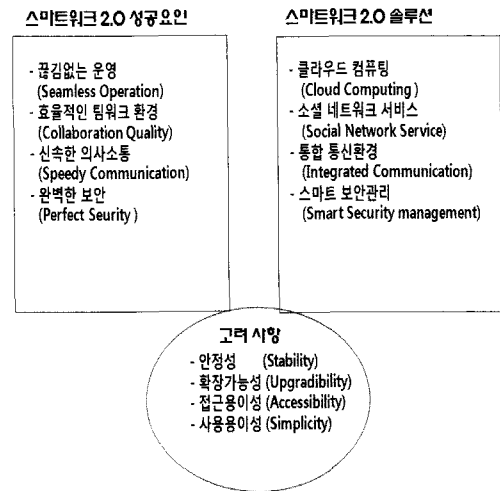 스마트워크 2.0 성공요인
- 끊김없는 운영
(Seamless Operation)
- 효율적인 팀워크 환경
(Collaboration Quality)
- 신속한 의사소통
(Speedy Communication)
- 완벽한 보안
(Perfect Seurity )
스마트워크 2.0 솔루션
- 클라우드 컴퓨팅
(Cloud Computing )
- 소셜 네트워크 서비스
(Social Network Service)
- 통합 통신환경
(Integrated Communication)
- 스마트 보안관리
(Smart Security management)
고려 사항
- 안정성 (Stability)
- 확장가능성 (Upgradibility)
- 접근용이성 (Accessibility)
- 사용용이성 (Simplicity)